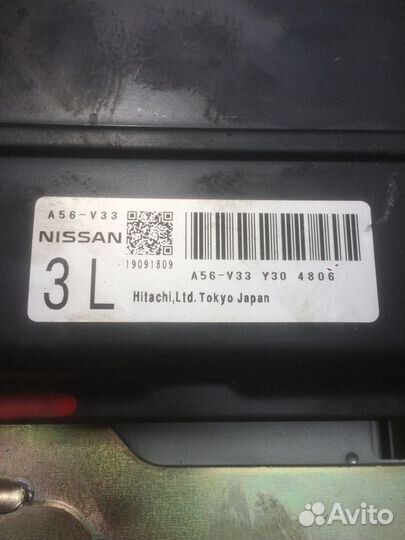 A56-V33
NISSAN
19091809
3L
A56-V33 Y30 4806
Hitachi,Ltd.Tokyo Japan
Avito